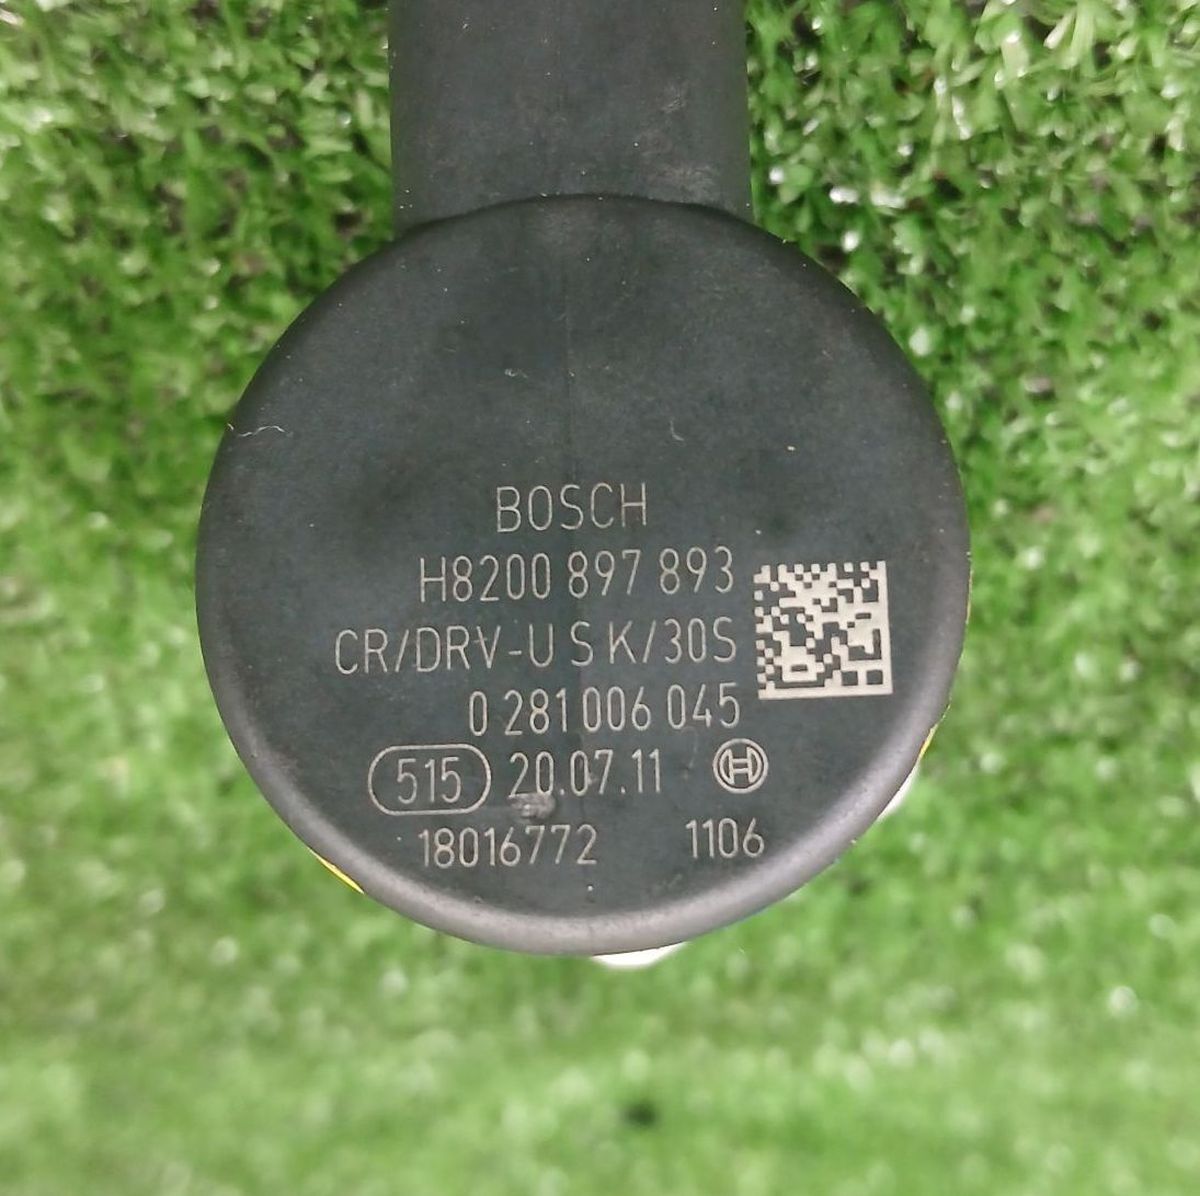 BOSCH
H8200 897 893
CR/DRV-U S K/30S
0 281 006 045
515 20.07.11
18016772 1106